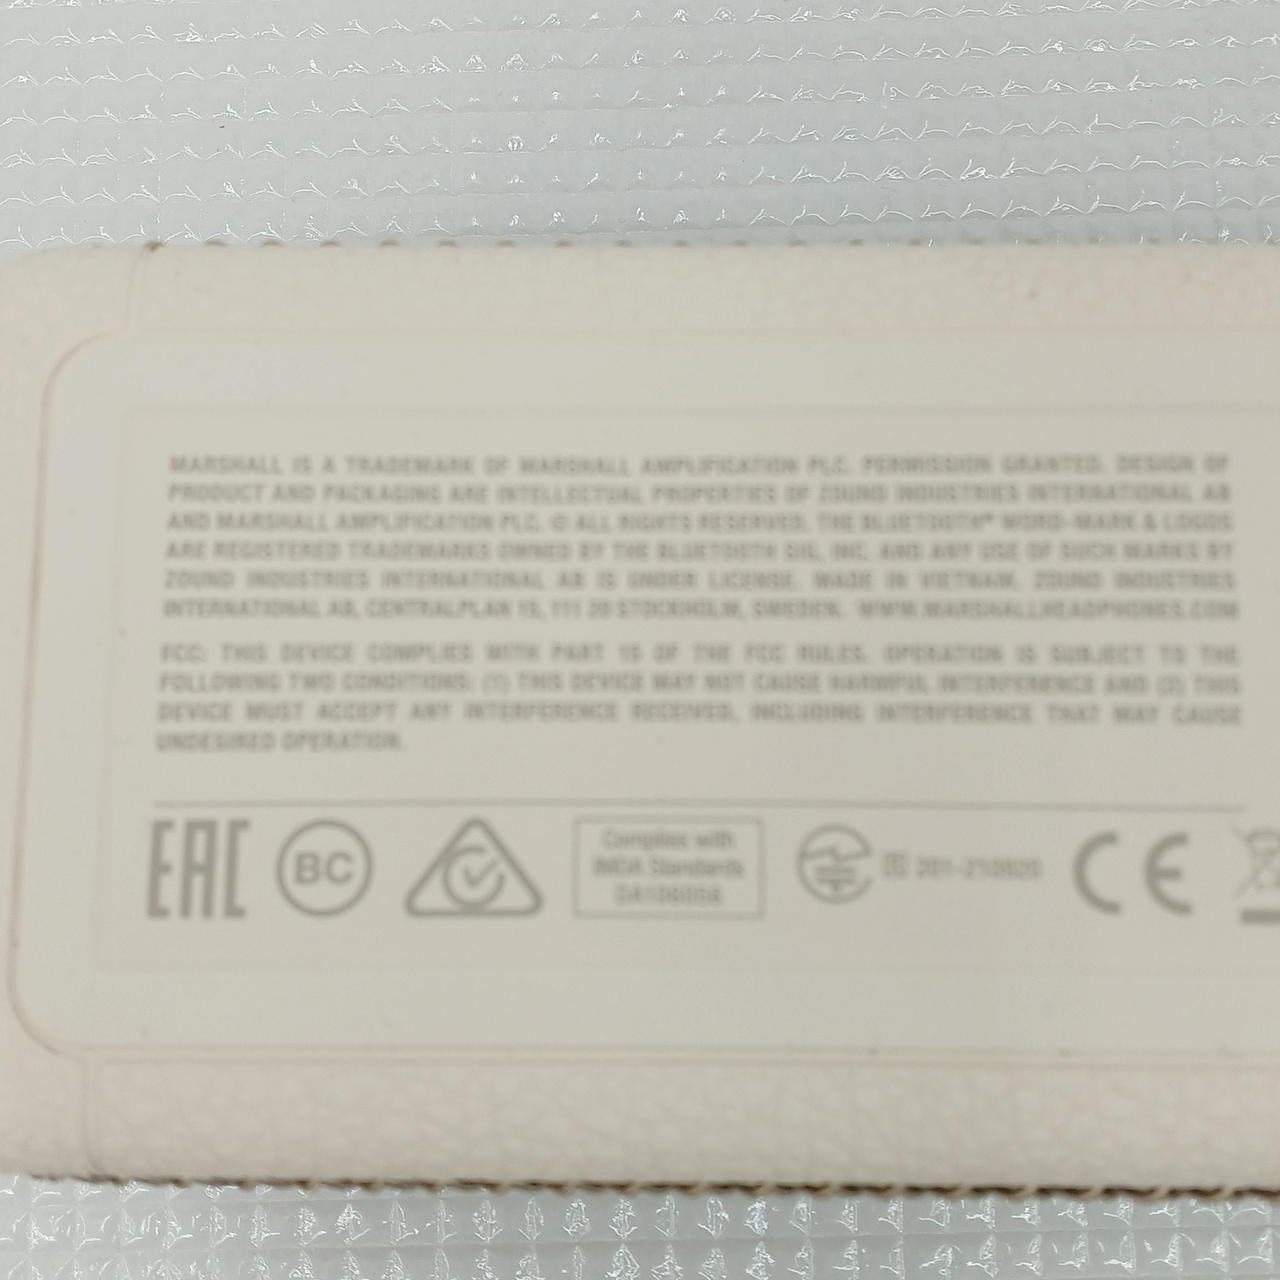 MARSHALL IS A TRADEMARK OF MARSHALL AMPLIFICATION PLC. PERMISSION GRANTED. DESIGN OF
PRODUCT AND PACKAGING ARE INTELLECTUAL PROPERTIES OF ZOUND INDUSTRIES INTERNATIONAL AB
AND MARSHALL AMPLIFICATION PLC. © ALL RIGHTS RESERVED. THE BLUETOOTH® WORD-MARK & LOGOS
ARE REGISTERED TRADEMARKS OWNED BY THE BLUETOOTH SIG, INC. AND ANY USE OF SUCH MARKS BY
ZOUND INDUSTRIES INTERNATIONAL AB IS UNDER LICENSE. MADE IN VIETNAM. ZOUND INDUSTRIES
INTERNATIONAL AB, CENTRALPLAN 15, 111 20 STOCKHOLM, SWEDEN. WWW.MARSHALLHEADPHONES.COM
FCC: THIS DEVICE COMPLIES WITH PART 15 OF THE FCC RULES. OPERATION IS SUBJECT TO THE
FOLLOWING TWO CONDITIONS: (1) THIS DEVICE MAY NOT CAUSE HARMFUL INTERFERENCE AND (2) THIS
DEVICE MUST ACCEPT ANY INTERFERENCE RECEIVED, INCLUDING INTERFERENCE THAT MAY CAUSE
UNDESIRED OPERATION.
EAC BC Complies with
IMDA Standards
DA106056
R 201-210920 CE